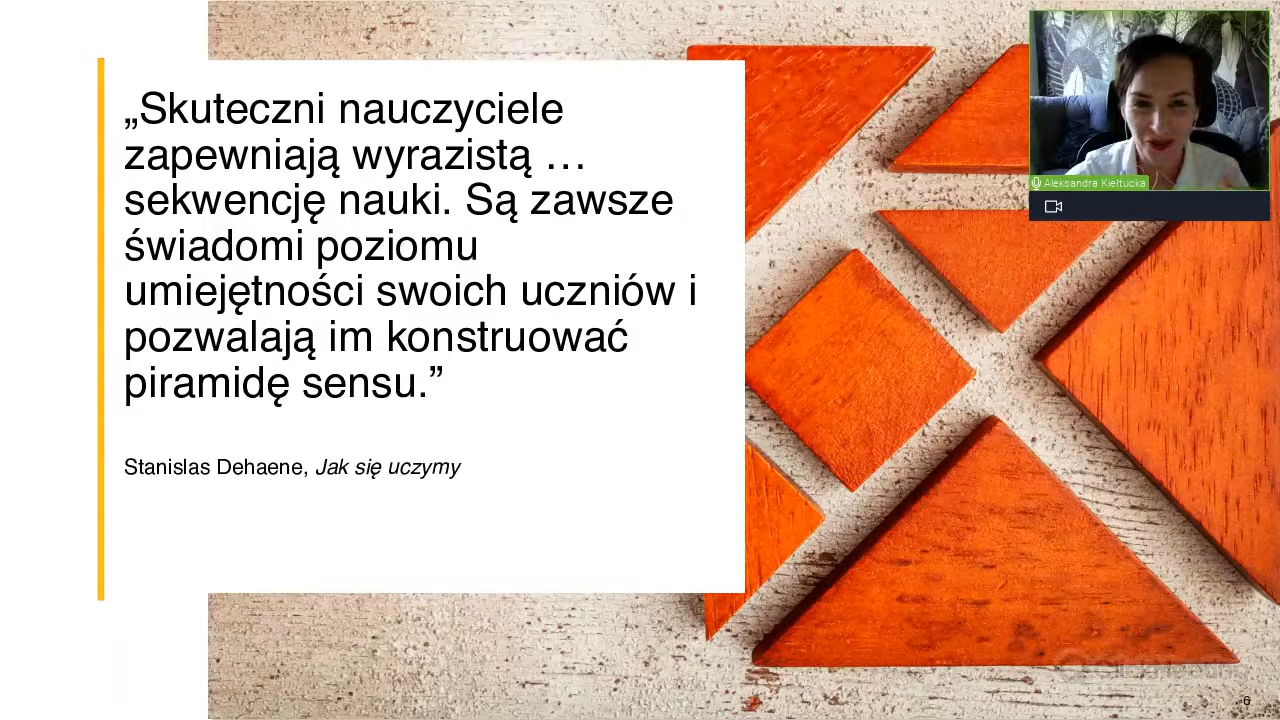 „Skuteczni nauczyciele
zapewniają wyrazistą …
sekwencję nauki. Są zawsze
świadomi poziomu
umiejętności swoich uczniów i
pozwalają im konstruować
piramidę sensu.”
Stanislas Dehaene, Jak się uczymy
Aleksandra Kiełtucka
6